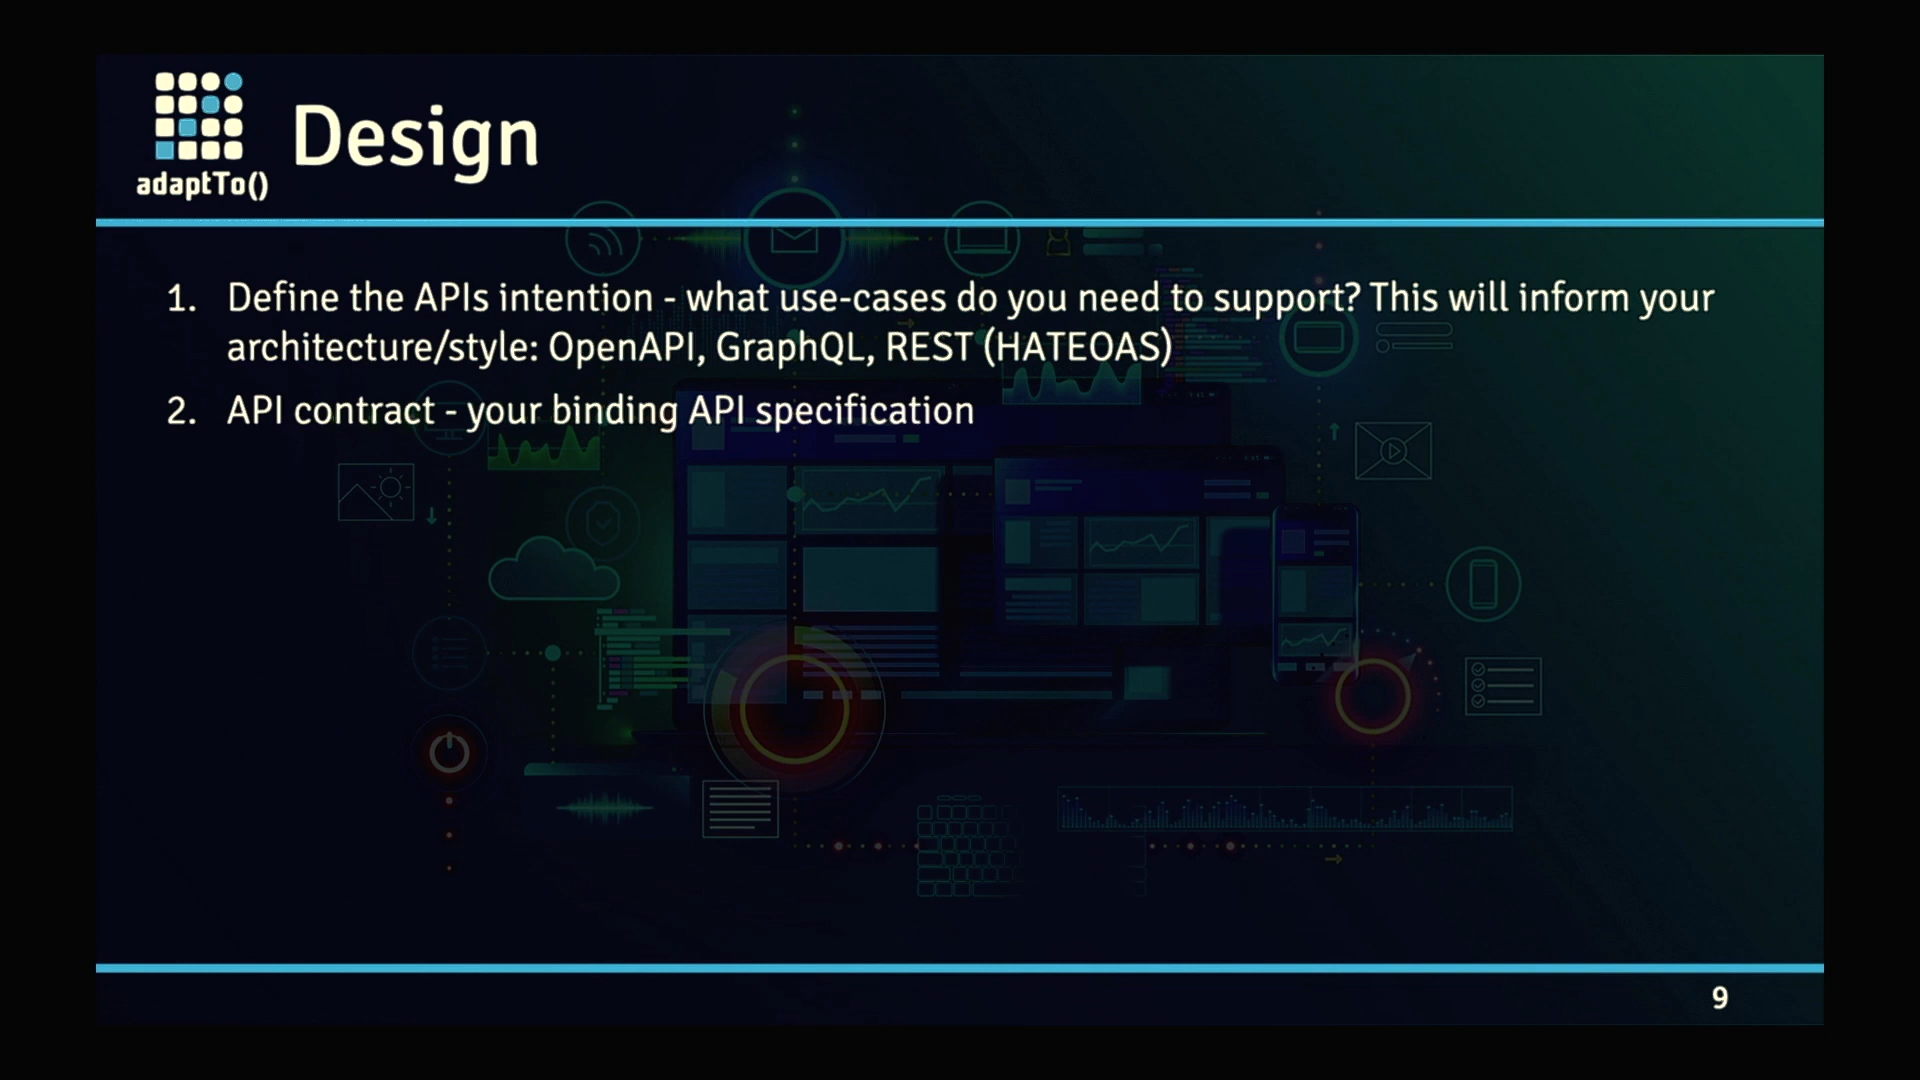 adaptTo()
Design
1. Define the APIs intention - what use-cases do you need to support? This will inform your
architecture/style: OpenAPI, GraphQL, REST (HATEOAS)
2. API contract - your binding API specification
9